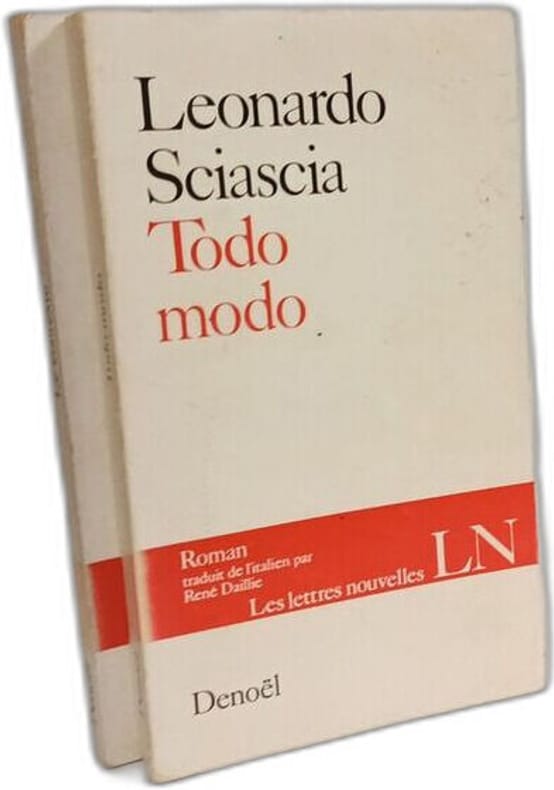 Leonardo
Sciascia
Todo
modo
Roman
traduit de l'italien par
René Daillie
Les lettres nouvelles LN
Denoël